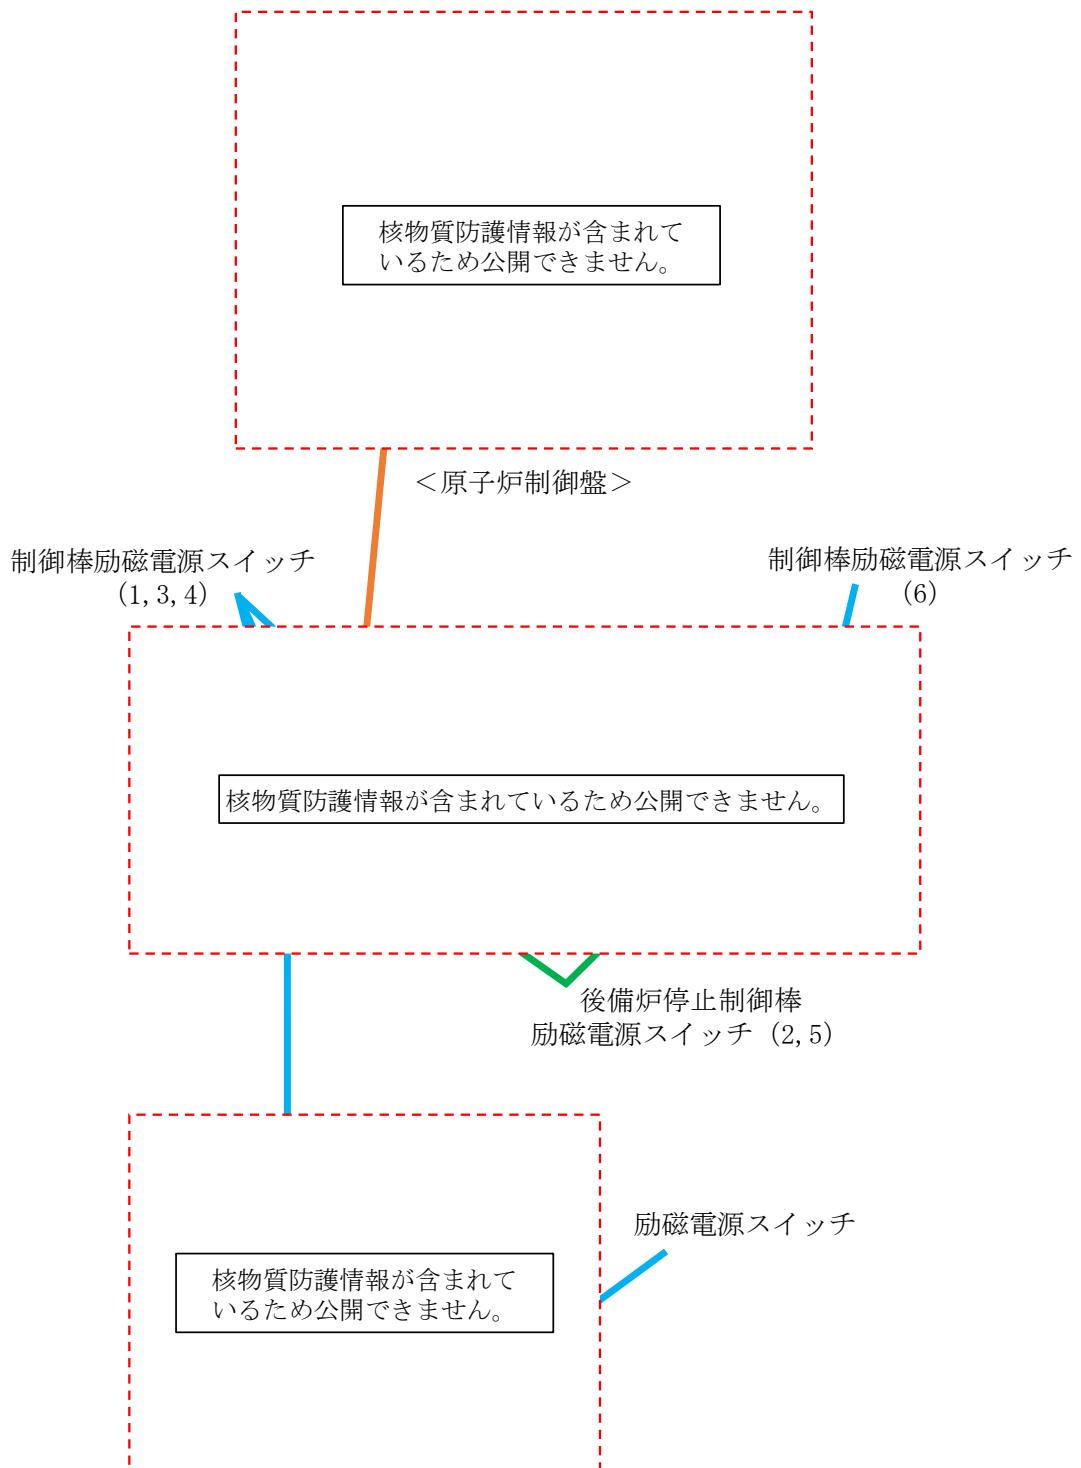 核物質防護情報が含まれて
いるため公開できません。
＜原子炉制御盤＞
制御棒励磁電源スイッチ
(1,3,4)
制御棒励磁電源スイッチ
(6)
核物質防護情報が含まれているため公開できません。
後備炉停止制御棒
励磁電源スイッチ (2,5)
励磁電源スイッチ
核物質防護情報が含まれて
いるため公開できません。